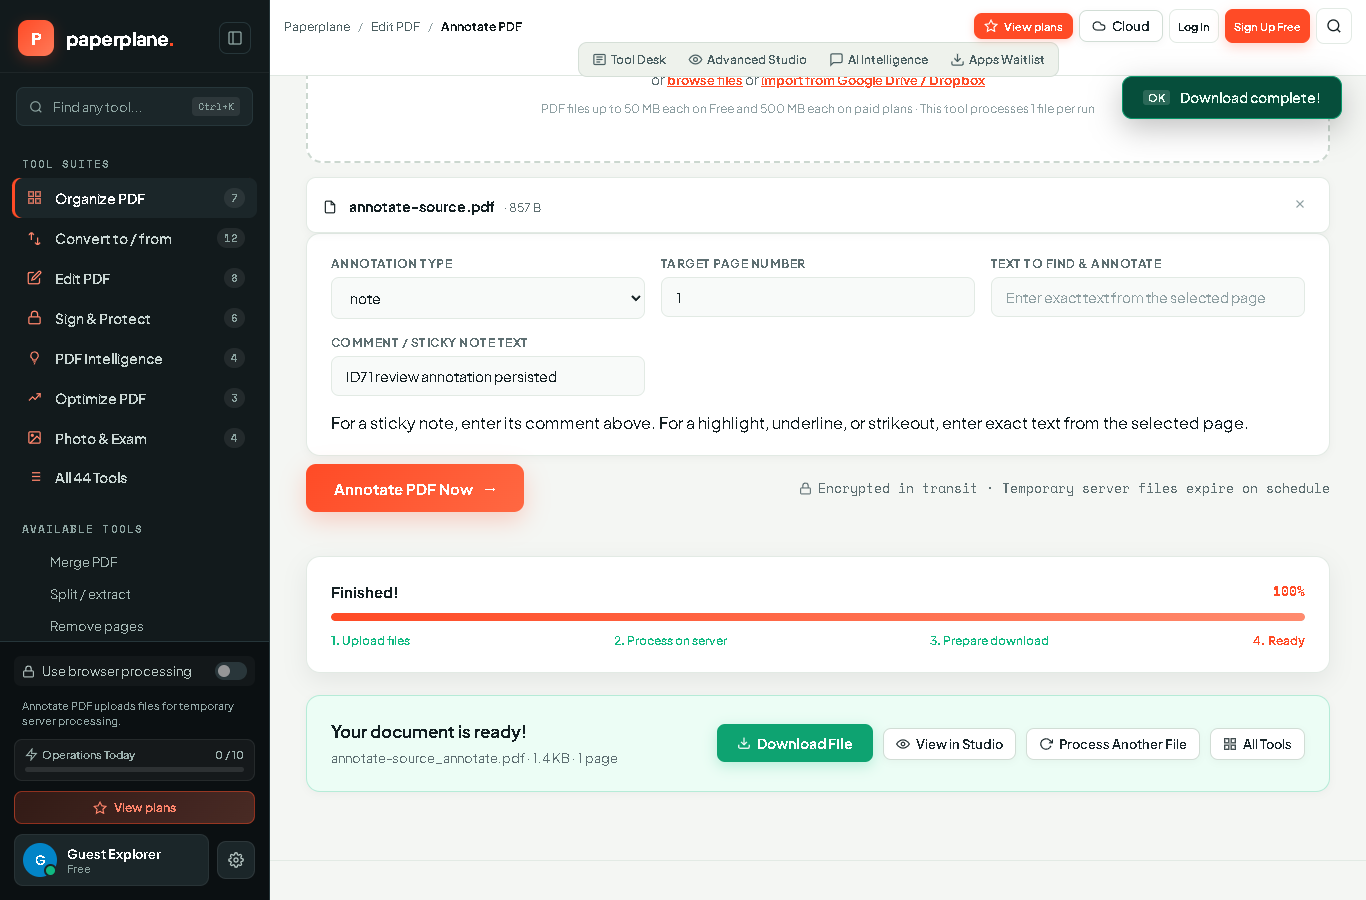 P paperplane.
Find any tool... Ctrl+K
TOOL SUITES
Organize PDF 7
Convert to / from 12
Edit PDF 8
Sign & Protect 6
PDF Intelligence 4
Optimize PDF 3
Photo & Exam 4
All 44 Tools
AVAILABLE TOOLS
Merge PDF
Split / extract
Remove pages
Use browser processing
Annotate PDF uploads files for temporary
server processing.
Operations Today 0 / 10
View plans
G Guest Explorer
Free
Paperplane / Edit PDF / Annotate PDF
View plans Cloud Log In Sign Up Free
Tool Desk Advanced Studio AI Intelligence Apps Waitlist
or browse files or import from Google Drive / Dropbox
PDF files up to 50 MB each on Free and 500 MB each on paid plans · This tool processes 1 file per run
OK Download complete!
annotate-source.pdf · 857 B ×
ANNOTATION TYPE TARGET PAGE NUMBER TEXT TO FIND & ANNOTATE
note 1 Enter exact text from the selected page
COMMENT / STICKY NOTE TEXT
ID71 review annotation persisted
For a sticky note, enter its comment above. For a highlight, underline, or strikeout, enter exact text from the selected page.
Annotate PDF Now → Encrypted in transit · Temporary server files expire on schedule
Finished! 100%
1. Upload files 2. Process on server 3. Prepare download 4. Ready
Your document is ready!
annotate-source_annotate.pdf · 1.4 KB · 1 page
Download File View in Studio Process Another File All Tools